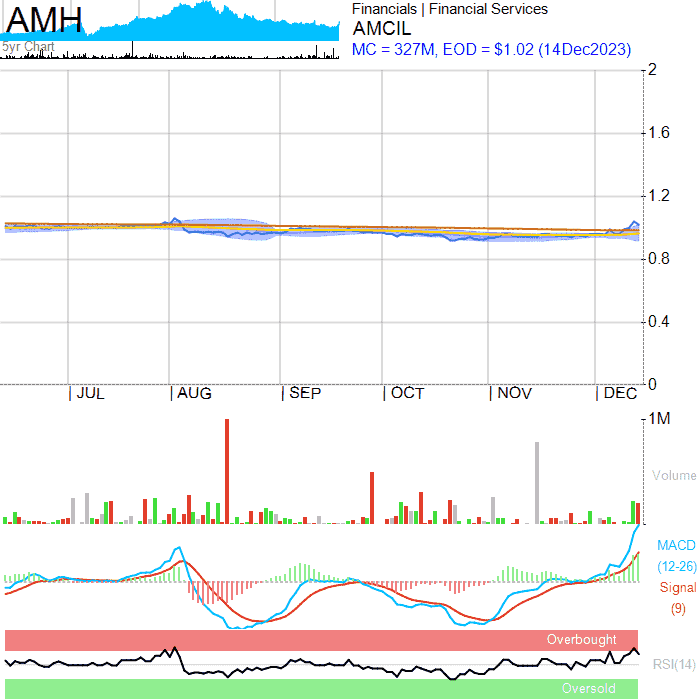 AMH
5yr Chart
Financials | Financial Services
AMCIL
MC = 327M, EOD = $1.02 (14Dec2023)
2
1.6
1.2
0.8
0.4
0
| JUL | AUG | SEP | OCT | NOV | DEC
1M
Volume
MACD
(12-26)
Signal
(9)
Overbought
RSI(14)
Oversold